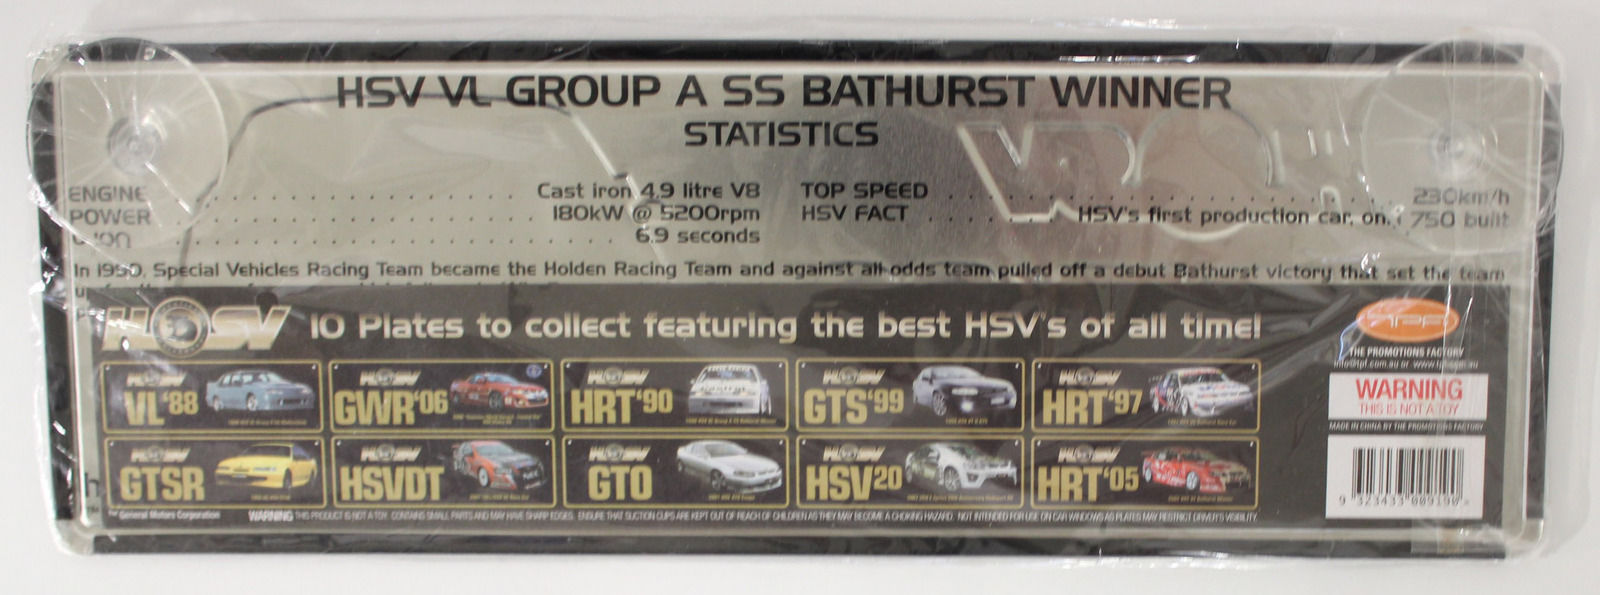 HSV VL GROUP A SS BATHURST WINNER
STATISTICS
ENGINE . . . Cast iron 4.9 litre V8
POWER . . . 180kW @ 5200rpm
. . . 6.9 seconds
TOP SPEED . . . 230km/h
HSV FACT . . . HSV's first production car, on. 750 built
In 1990, Special Vehicles Racing Team became the Holden Racing Team and against all odds team pulled off a debut Bathurst victory that set the team
HSV 10 Plates to collect featuring the best HSV's of all time!
VL'88
GWR'06
HRT'90
GTS'99
HRT'97
GTSR
HSVDT
GTO
HSV20
HRT'05
TPF
THE PROMOTIONS FACTORY
WARNING
THIS IS NOT A TOY
MADE IN CHINA BY THE PROMOTIONS FACTORY
9 323433 009190
General Motors Corporation
WARNING THIS PRODUCT IS NOT A TOY. CONTAINS SMALL PARTS AND MAY HAVE SHARP EDGES. ENSURE THAT SUCTION CUPS ARE KEPT OUT OF REACH OF CHILDREN AS THEY MAY BECOME A CHOKING HAZARD. NOT INTENDED FOR USE ON CAR WINDOWS AS PLATES MAY RESTRICT DRIVER'S VISIBILITY.